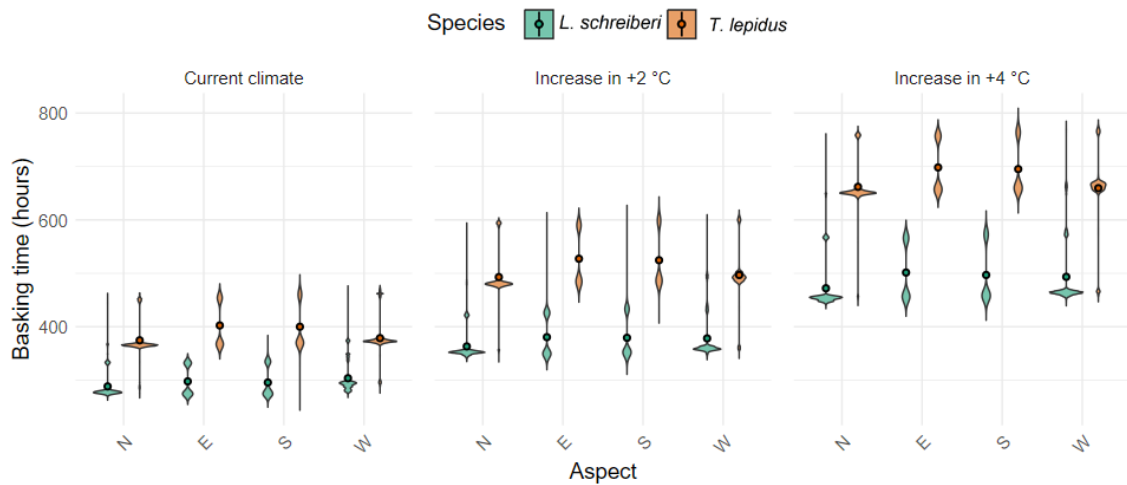 Species L. schreiberi T. lepidus
Current climate Increase in +2 °C Increase in +4 °C
Basking time (hours)
800
600
400
N E S W N E S W N E S W
Aspect